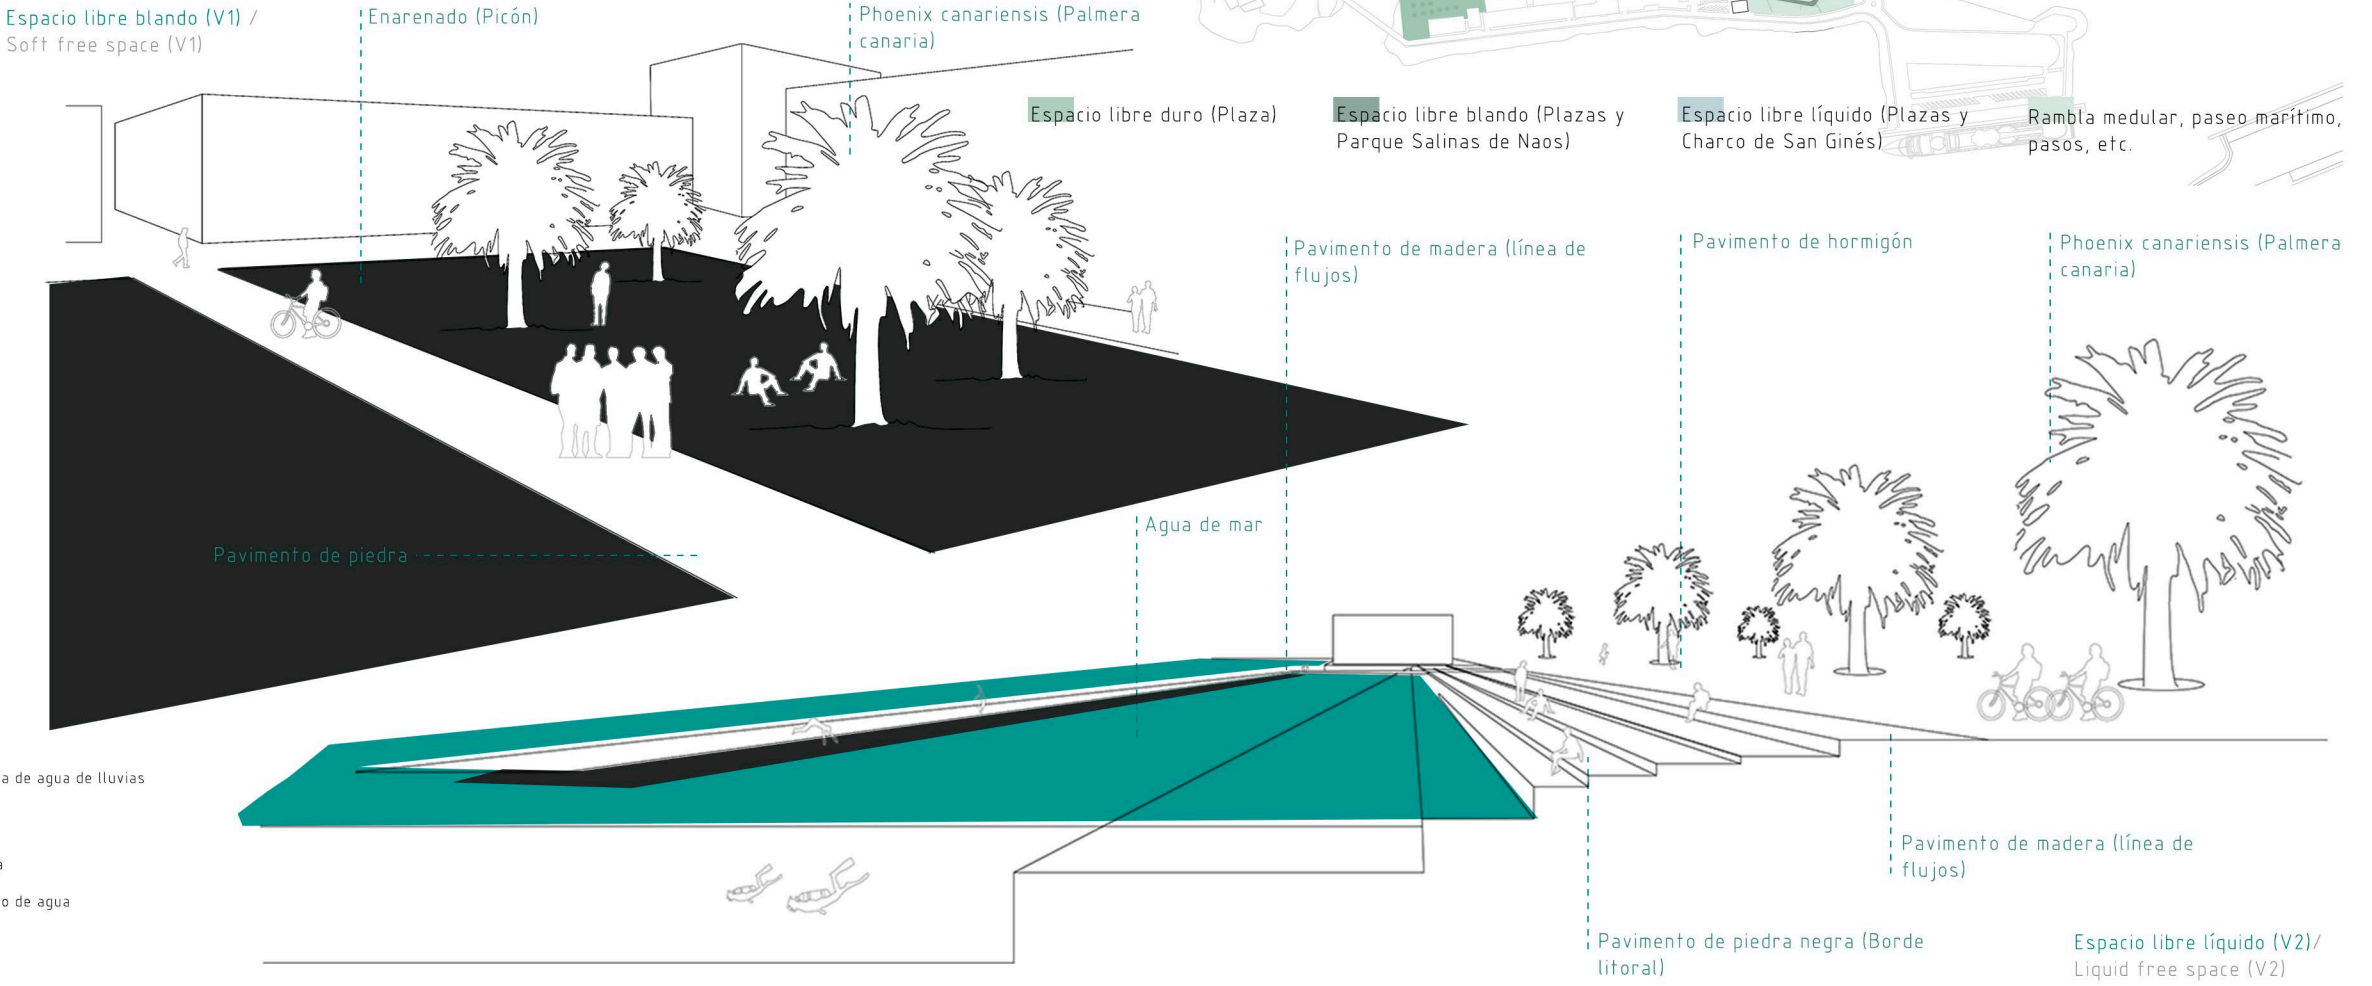 Espacio libre blando (V1) /
Soft free space (V1)
Enarenado (Picón)
Phoenix canariensis (Palmera
canaria)
Espacio libre duro (Plaza)
Espacio libre blando (Plazas y
Parque Salinas de Naos)
Espacio libre líquido (Plazas y
Charco de San Ginés)
Rambla medular, paseo marítimo,
pasos, etc.
Pavimento de madera (línea de
flujos)
Pavimento de hormigón
Phoenix canariensis (Palmera
canaria)
Agua de mar
Pavimento de piedra
a de agua de lluvias
a
o de agua
Pavimento de madera (línea de
flujos)
Pavimento de piedra negra (Borde
litoral)
Espacio libre líquido (V2)/
Liquid free space (V2)